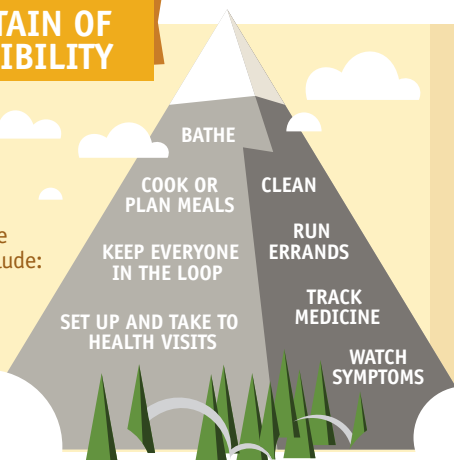 TAIN OF
IBILITY
e
lude:
BATHE
COOK OR
PLAN MEALS
KEEP EVERYONE
IN THE LOOP
SET UP AND TAKE TO
HEALTH VISITS
CLEAN
RUN
ERRANDS
TRACK
MEDICINE
WATCH
SYMPTOMS